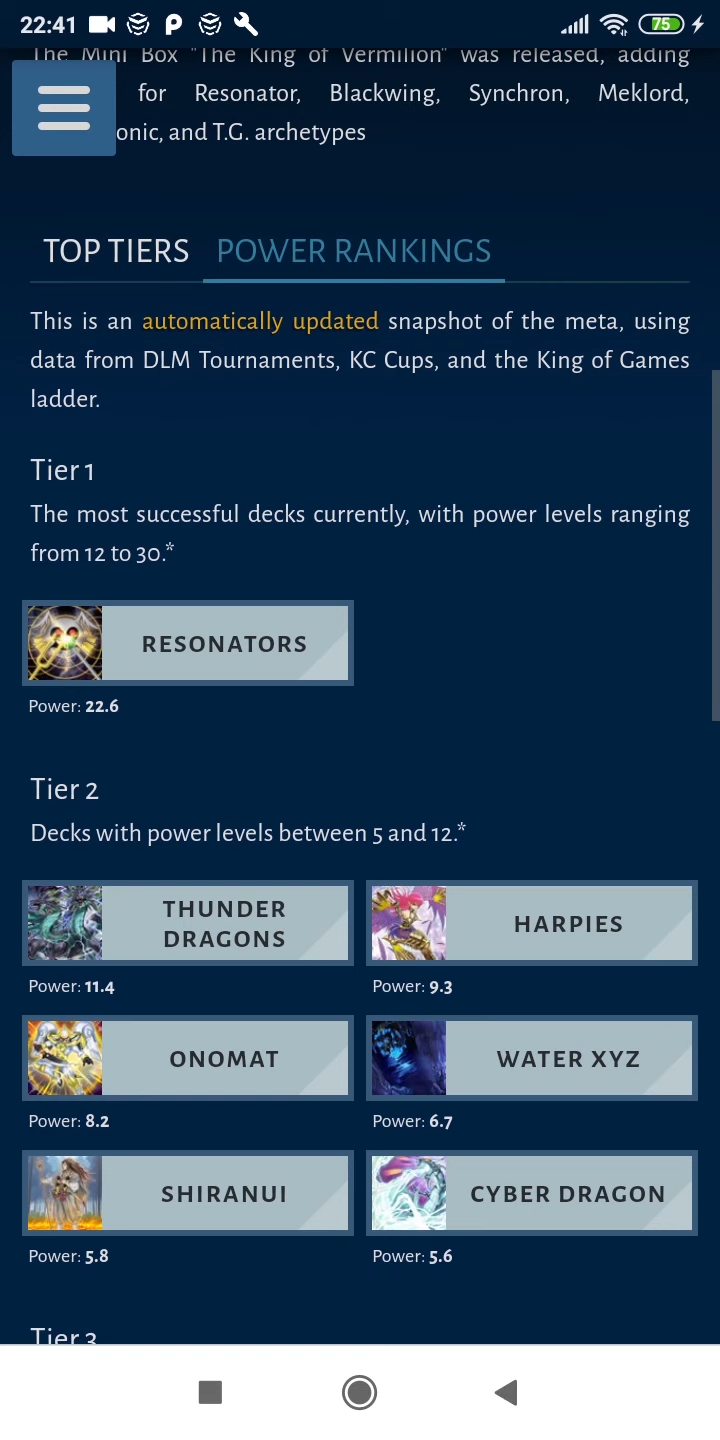 22:41
75
The Mini Box "The King of Vermilion" was released, adding
for Resonator, Blackwing, Synchron, Meklord,
onic, and T.G. archetypes
TOP TIERS POWER RANKINGS
This is an automatically updated snapshot of the meta, using
data from DLM Tournaments, KC Cups, and the King of Games
ladder.
Tier 1
The most successful decks currently, with power levels ranging
from 12 to 30.*
RESONATORS
Power: 22.6
Tier 2
Decks with power levels between 5 and 12.*
THUNDER
DRAGONS
Power: 11.4
HARPIES
Power: 9.3
ONOMAT
Power: 8.2
WATER XYZ
Power: 6.7
SHIRANUI
Power: 5.8
CYBER DRAGON
Power: 5.6
Tier 3